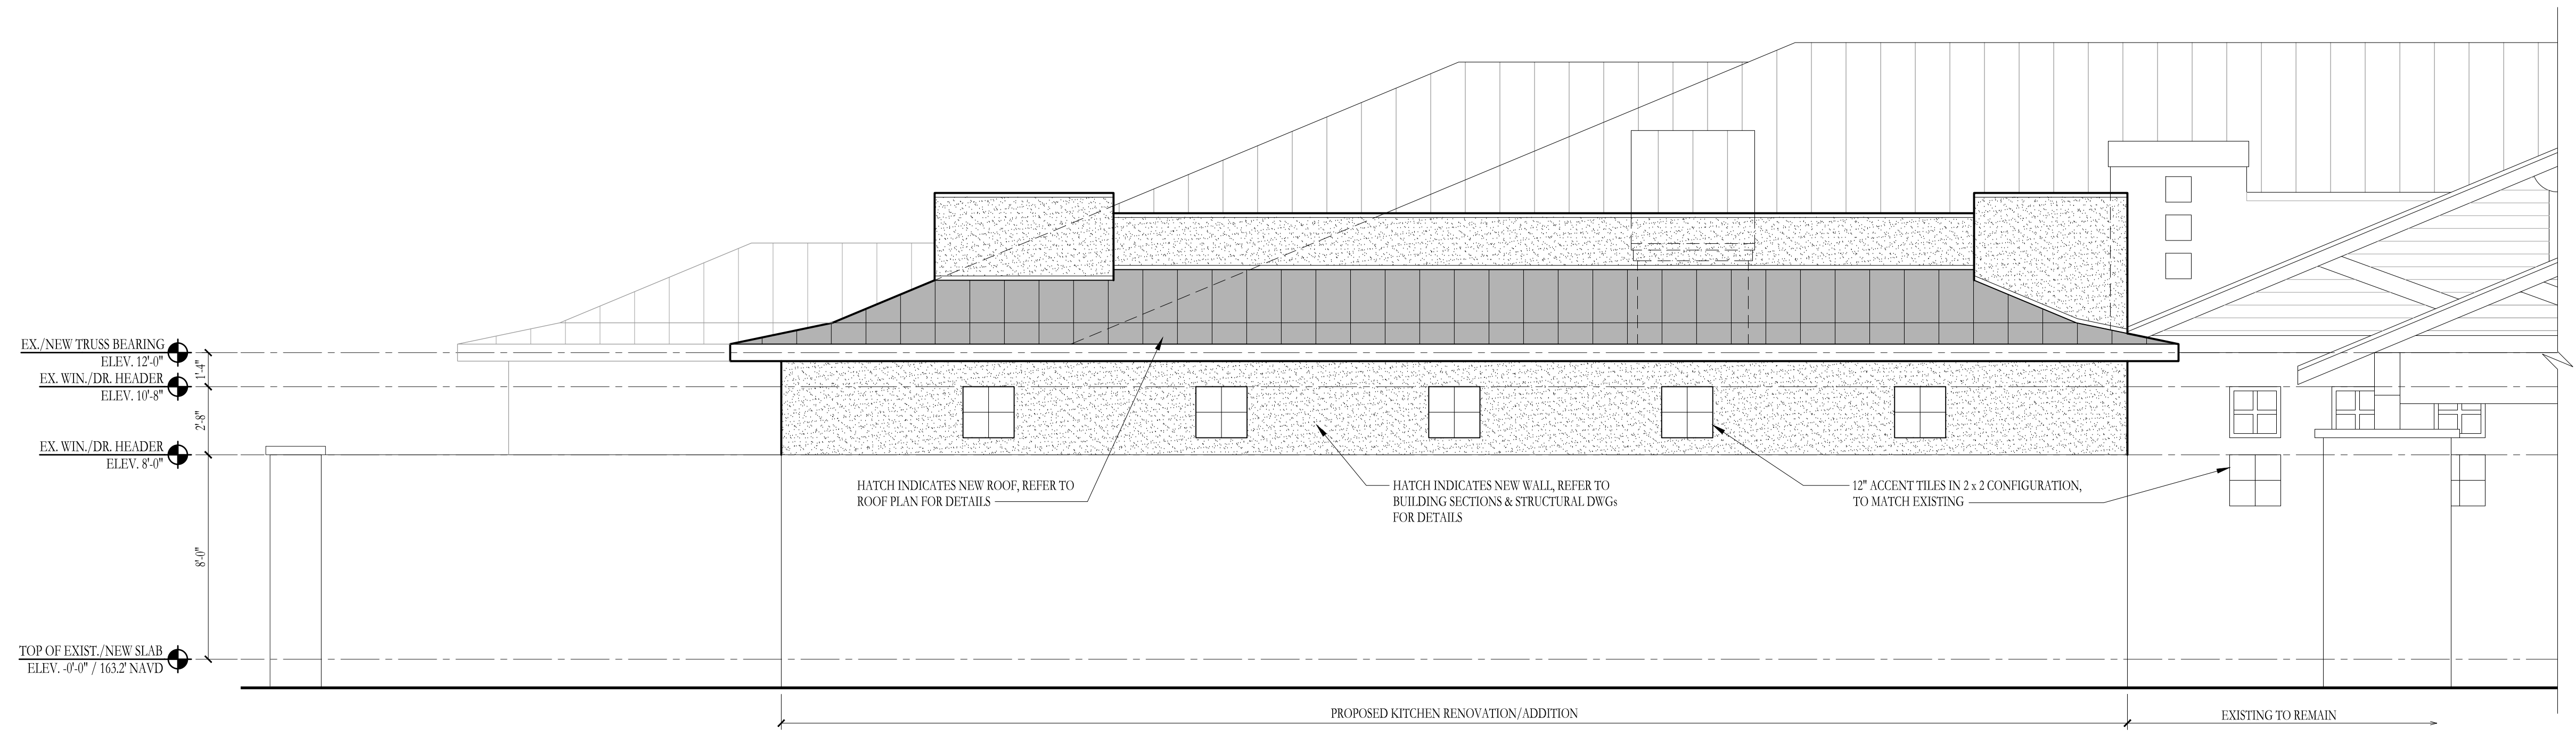 EX./NEW TRUSS BEARING
ELEV. 12'-0"
1'-4"
EX. WIN./DR. HEADER
ELEV. 10'-8"
2'-8"
EX. WIN./DR. HEADER
ELEV. 8'-0"
8'-0"
TOP OF EXIST./NEW SLAB
ELEV. -0'-0" / 163.2' NAVD
HATCH INDICATES NEW ROOF, REFER TO
ROOF PLAN FOR DETAILS
HATCH INDICATES NEW WALL, REFER TO
BUILDING SECTIONS & STRUCTURAL DWGs
FOR DETAILS
12" ACCENT TILES IN 2 x 2 CONFIGURATION,
TO MATCH EXISTING
PROPOSED KITCHEN RENOVATION/ADDITION
EXISTING TO REMAIN